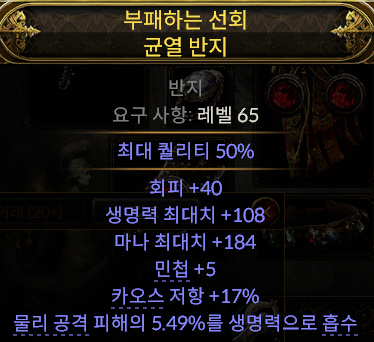 부패하는 선회
균열 반지
반지
요구 사항: 레벨 65
최대 퀄리티 50%
회피 +40
생명력 최대치 +108
마나 최대치 +184
민첩 +5
카오스 저항 +17%
물리 공격 피해의 5.49%를 생명력으로 흡수
거래 (20+)